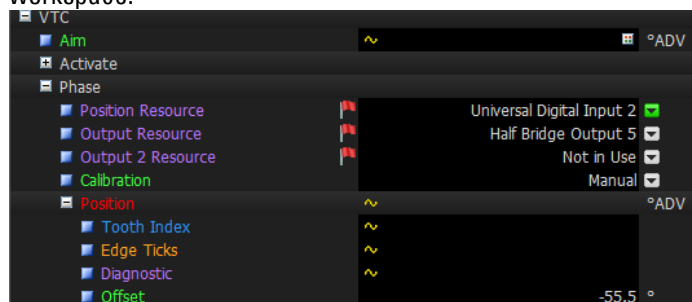 Workspace.
VTC
Aim °ADV
Activate
Phase
Position Resource Universal Digital Input 2
Output Resource Half Bridge Output 5
Output 2 Resource Not in Use
Calibration Manual
Position °ADV
Tooth Index
Edge Ticks
Diagnostic
Offset -55.5 °